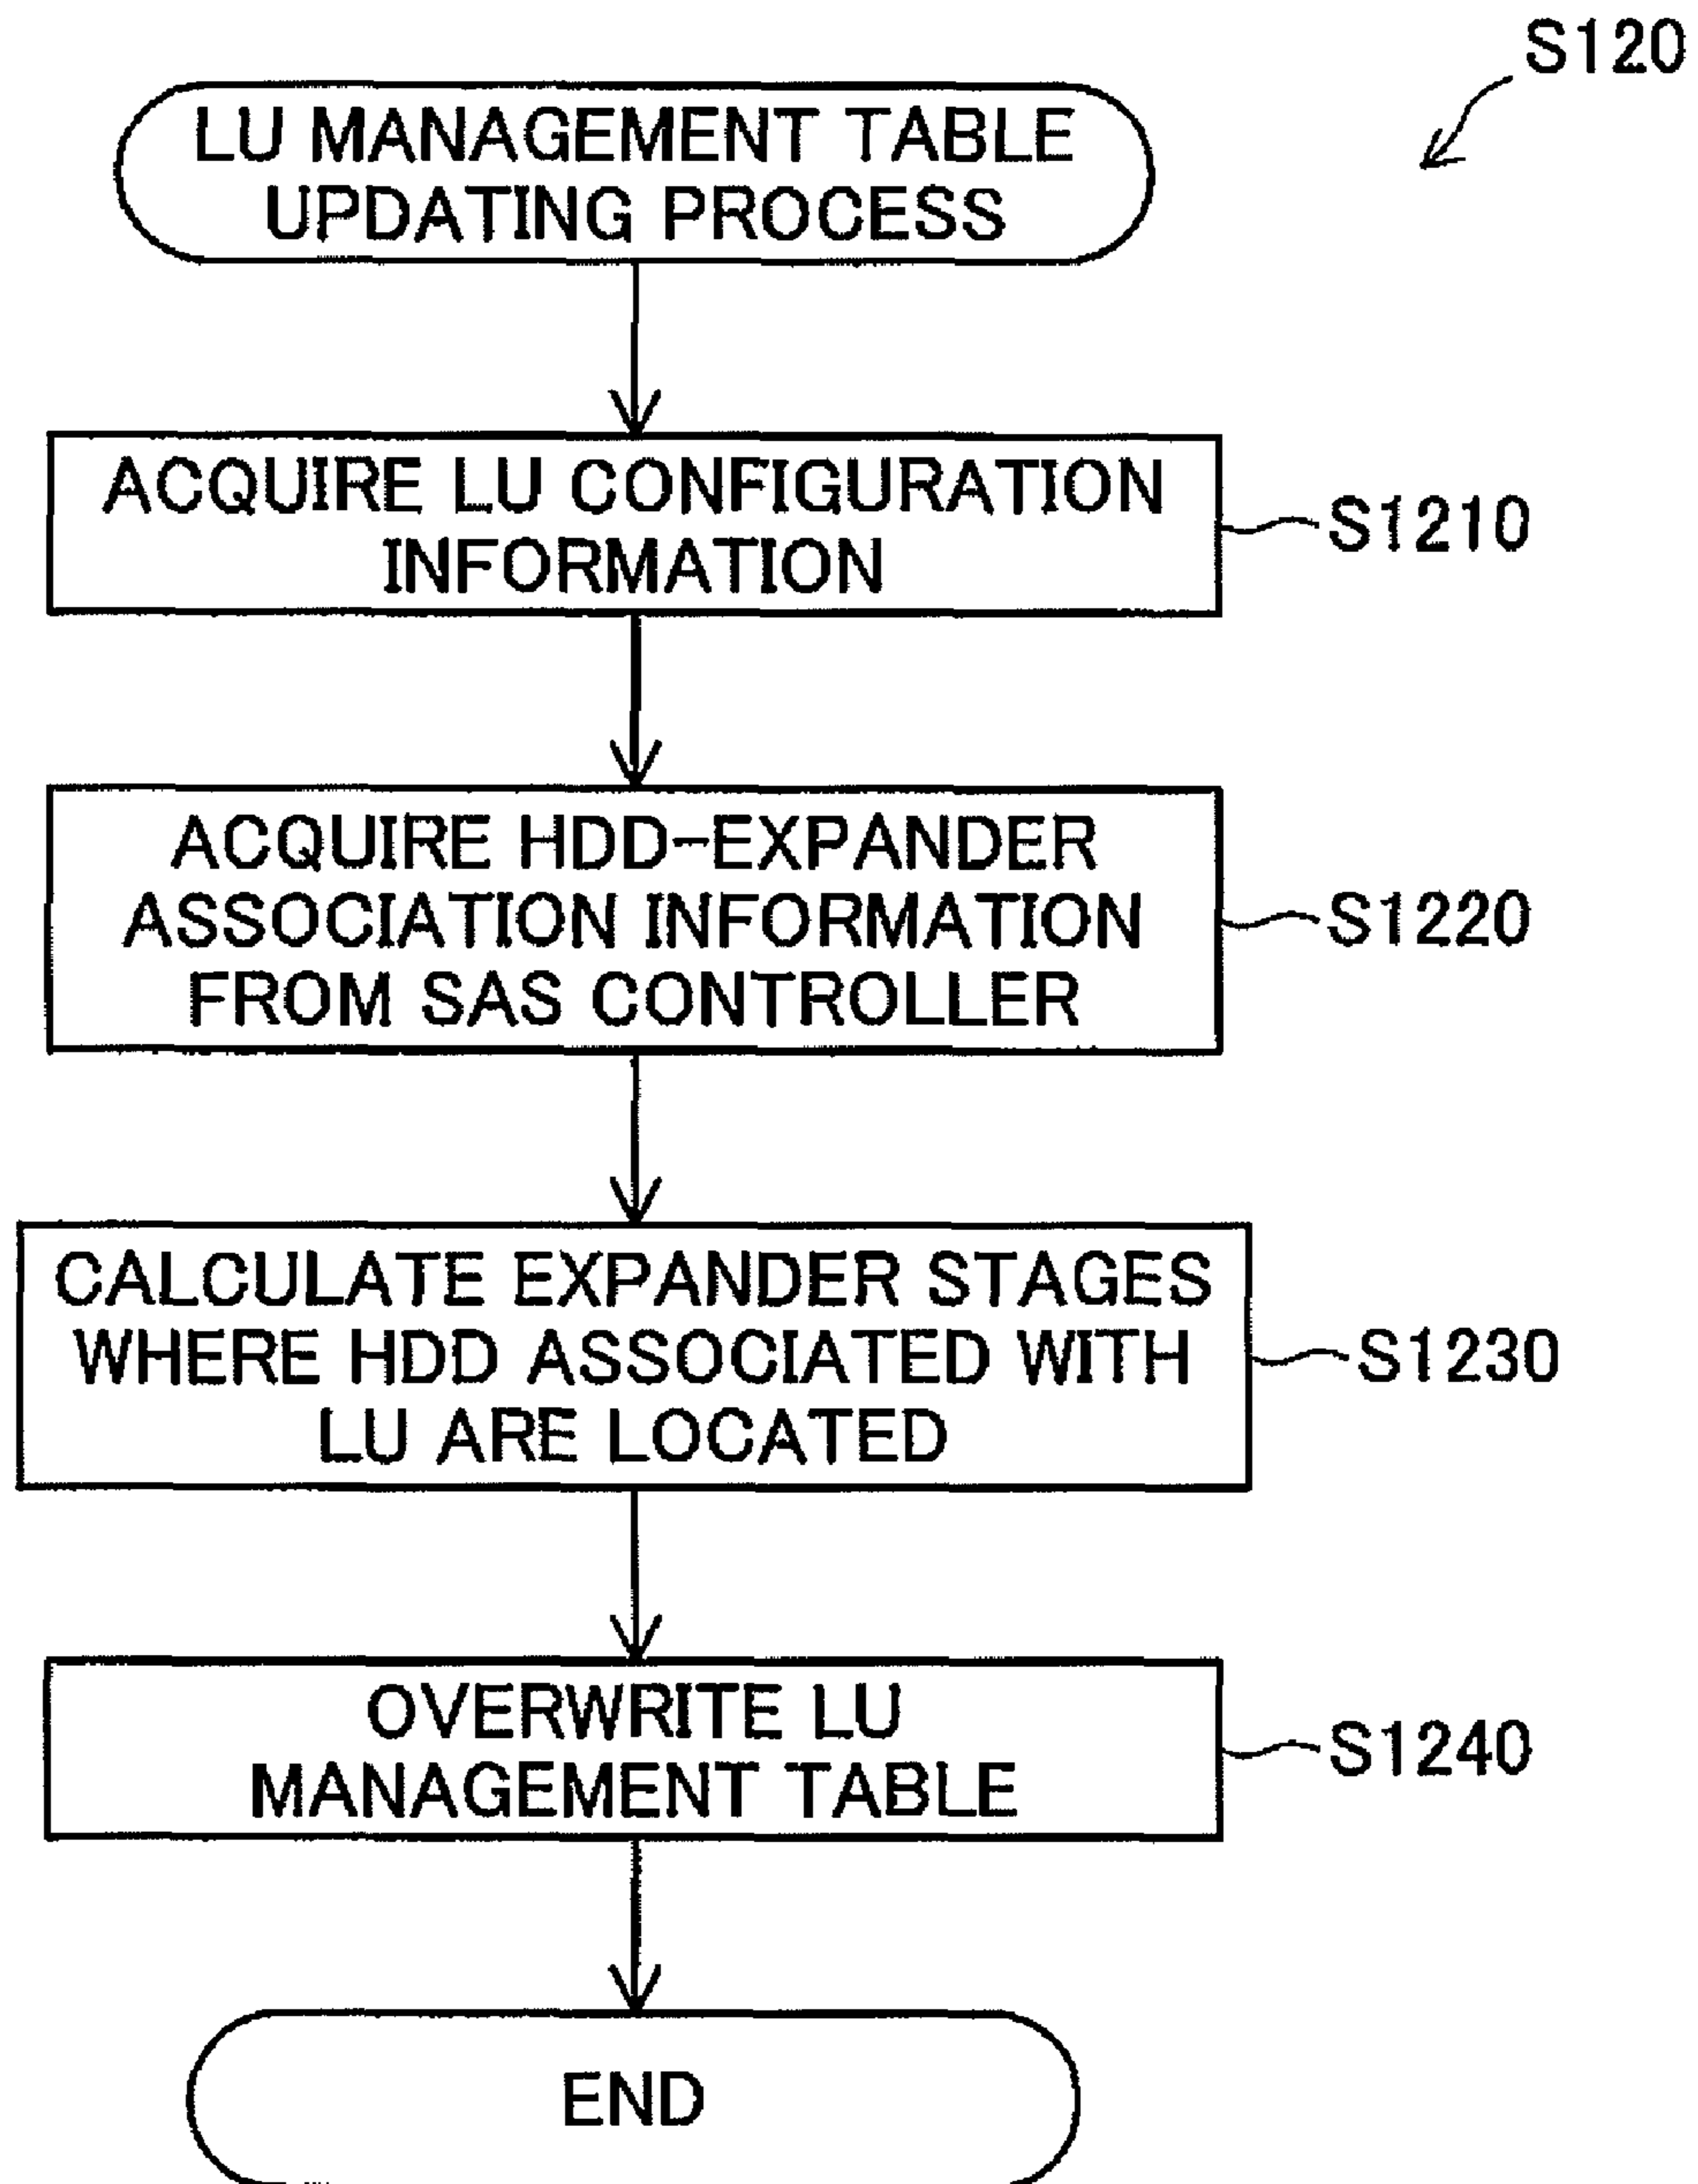 S120
LU MANAGEMENT TABLE
UPDATING PROCESS
ACQUIRE LU CONFIGURATION
INFORMATION
S1210
ACQUIRE HDD-EXPANDER
ASSOCIATION INFORMATION
FROM SAS CONTROLLER
S1220
CALCULATE EXPANDER STAGES
WHERE HDD ASSOCIATED WITH
LU ARE LOCATED
S1230
OVERWRITE LU
MANAGEMENT TABLE
S1240
END